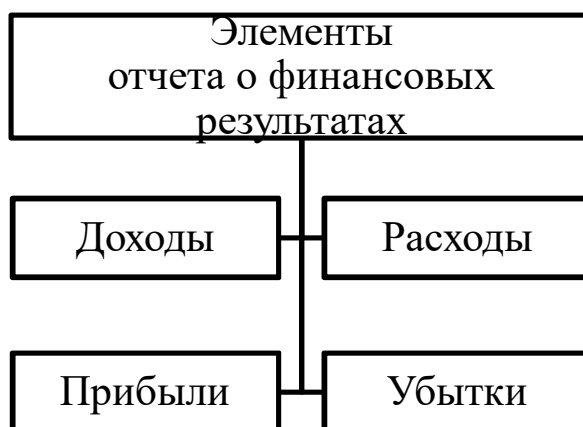 Элементы
отчета о финансовых
результатах
Доходы
Расходы
Прибыли
Убытки